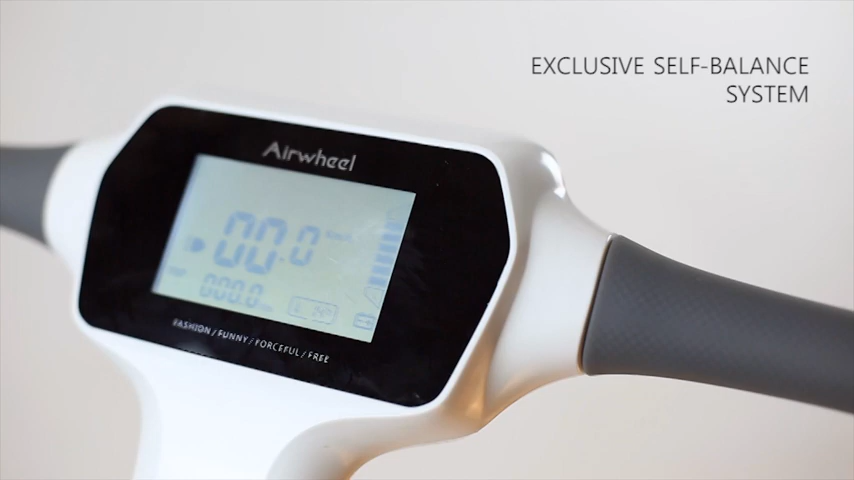 EXCLUSIVE SELF-BALANCE
SYSTEM
Airwheel
00.0
000.0
FASHION / FUNNY / FORCEFUL / FREE